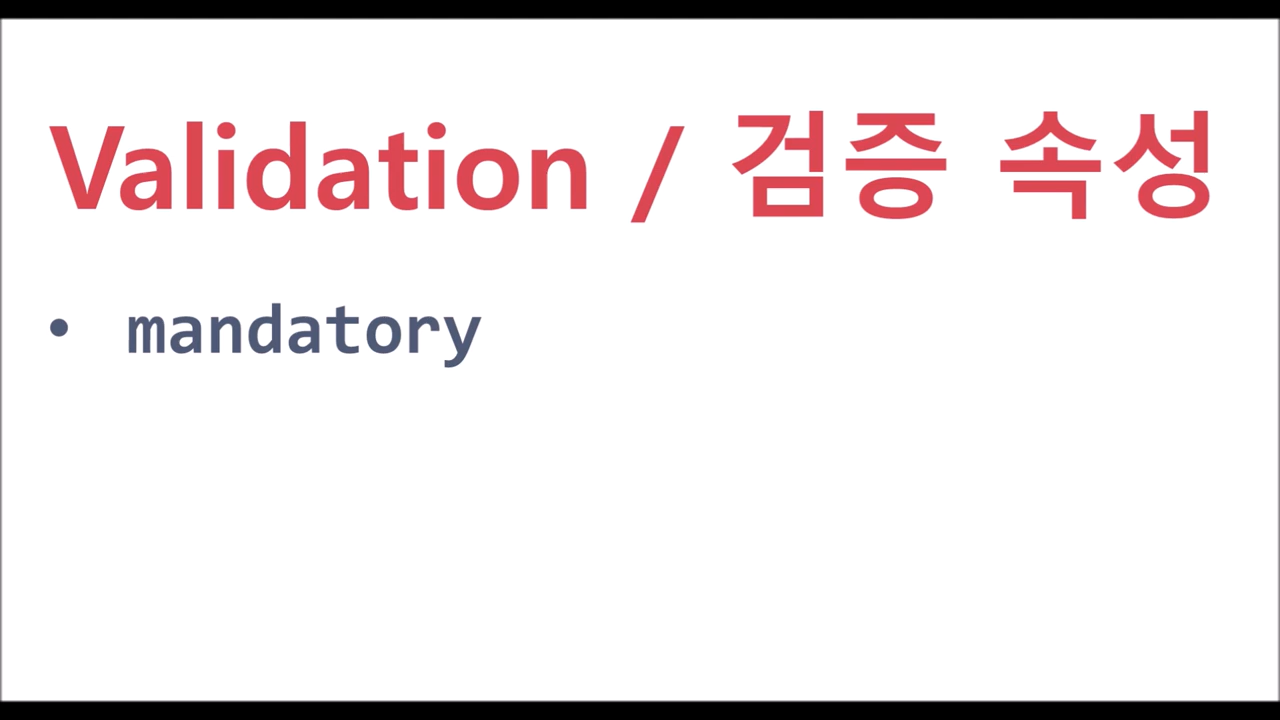 Validation / 검증 속성
• mandatory